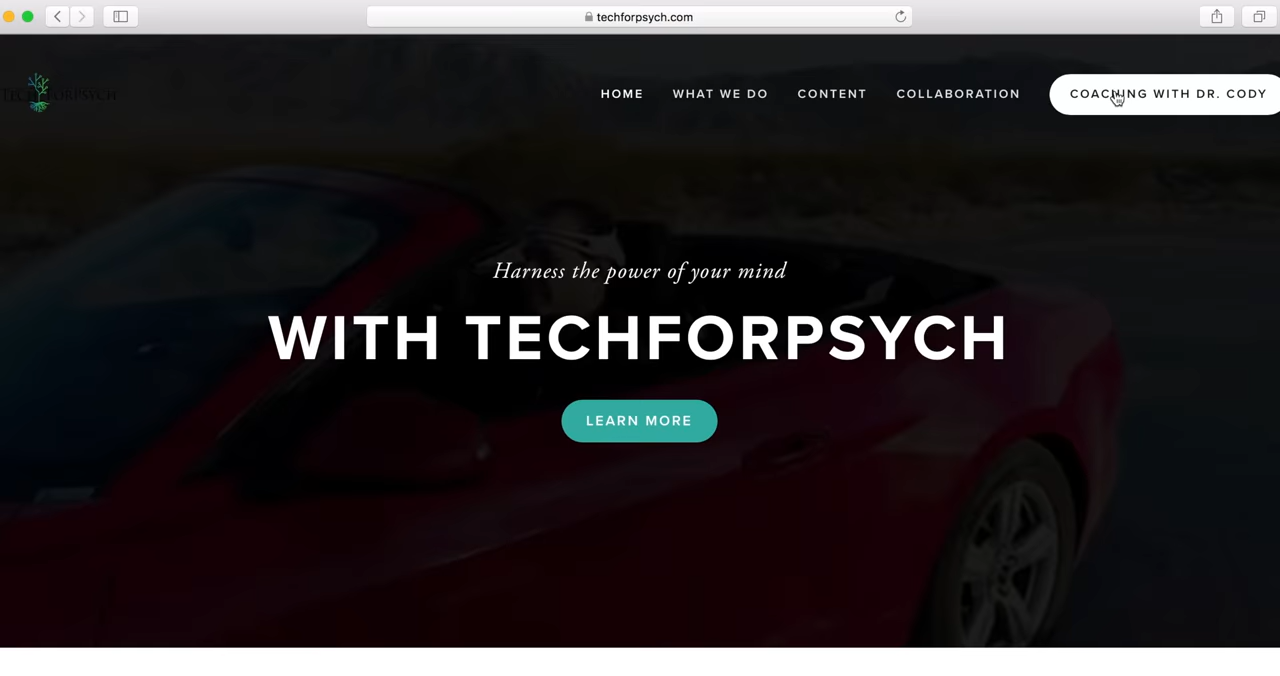 techforpsych.com
TECHFORPSYCH
HOME WHAT WE DO CONTENT COLLABORATION COACHING WITH DR. CODY
Harness the power of your mind
WITH TECHFORPSYCH
LEARN MORE